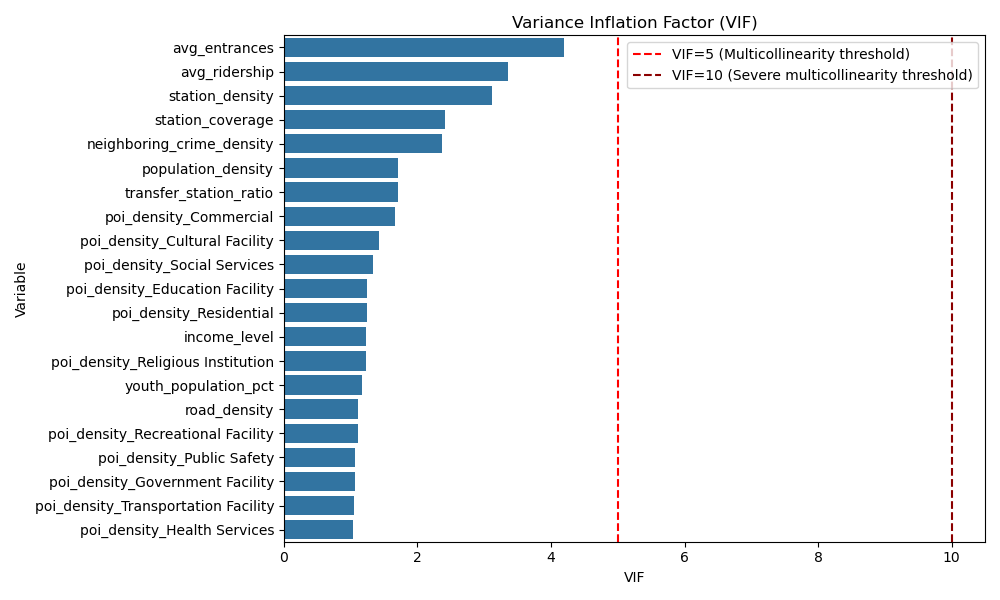 Variance Inflation Factor (VIF)
VIF=5 (Multicollinearity threshold)
VIF=10 (Severe multicollinearity threshold)
Variable
avg_entrances
avg_ridership
station_density
station_coverage
neighboring_crime_density
population_density
transfer_station_ratio
poi_density_Commercial
poi_density_Cultural Facility
poi_density_Social Services
poi_density_Education Facility
poi_density_Residential
income_level
poi_density_Religious Institution
youth_population_pct
road_density
poi_density_Recreational Facility
poi_density_Public Safety
poi_density_Government Facility
poi_density_Transportation Facility
poi_density_Health Services
0 2 4 6 8 10
VIF